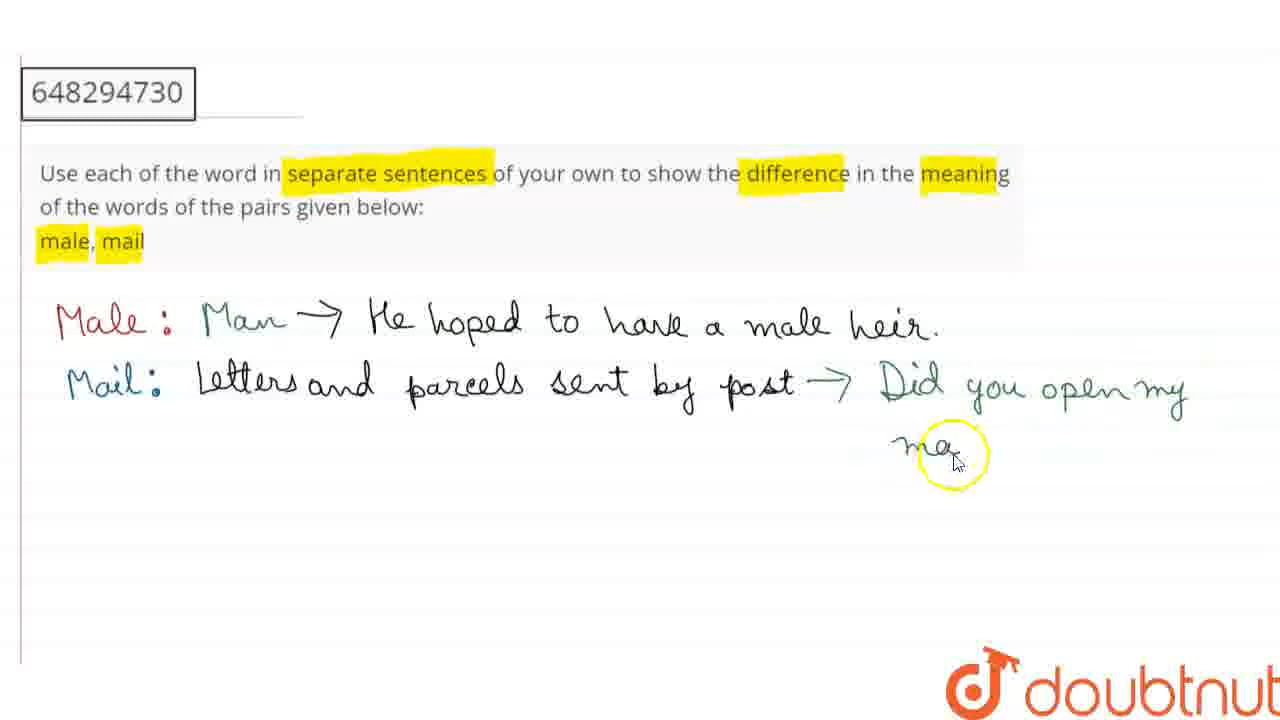 648294730
Use each of the word in separate sentences of your own to show the difference in the meaning
of the words of the pairs given below:
male, mail
Male: Man → He hoped to have a male heir.
Mail: Letters and parcels sent by post → Did you open my
ma
doubtnut